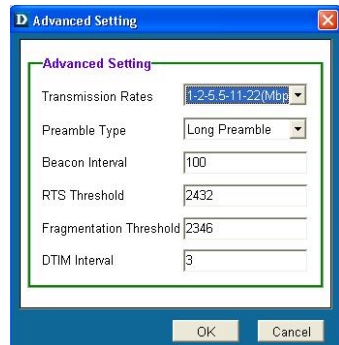 D Advanced Setting
Advanced Setting
Transmission Rates 1-2-5.5-11-22(Mbp
Preamble Type Long Preamble
Beacon Interval 100
RTS Threshold 2432
Fragmentation Threshold 2346
DTIM Interval 3
OK Cancel